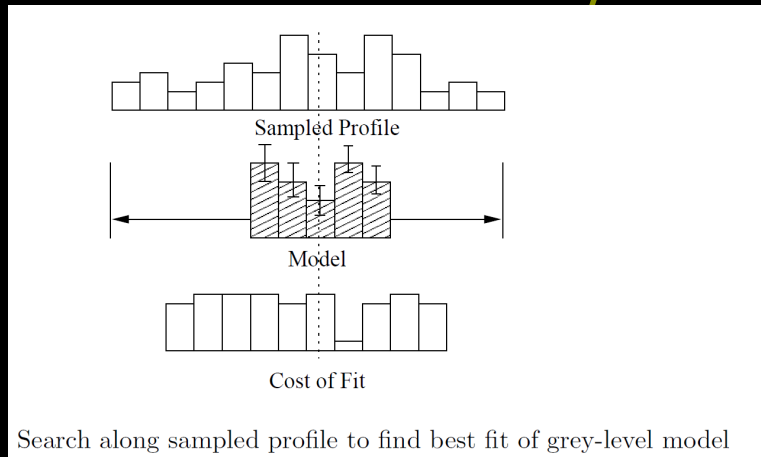 Sampled Profile
Model
Cost of Fit
Search along sampled profile to find best fit of grey-level model